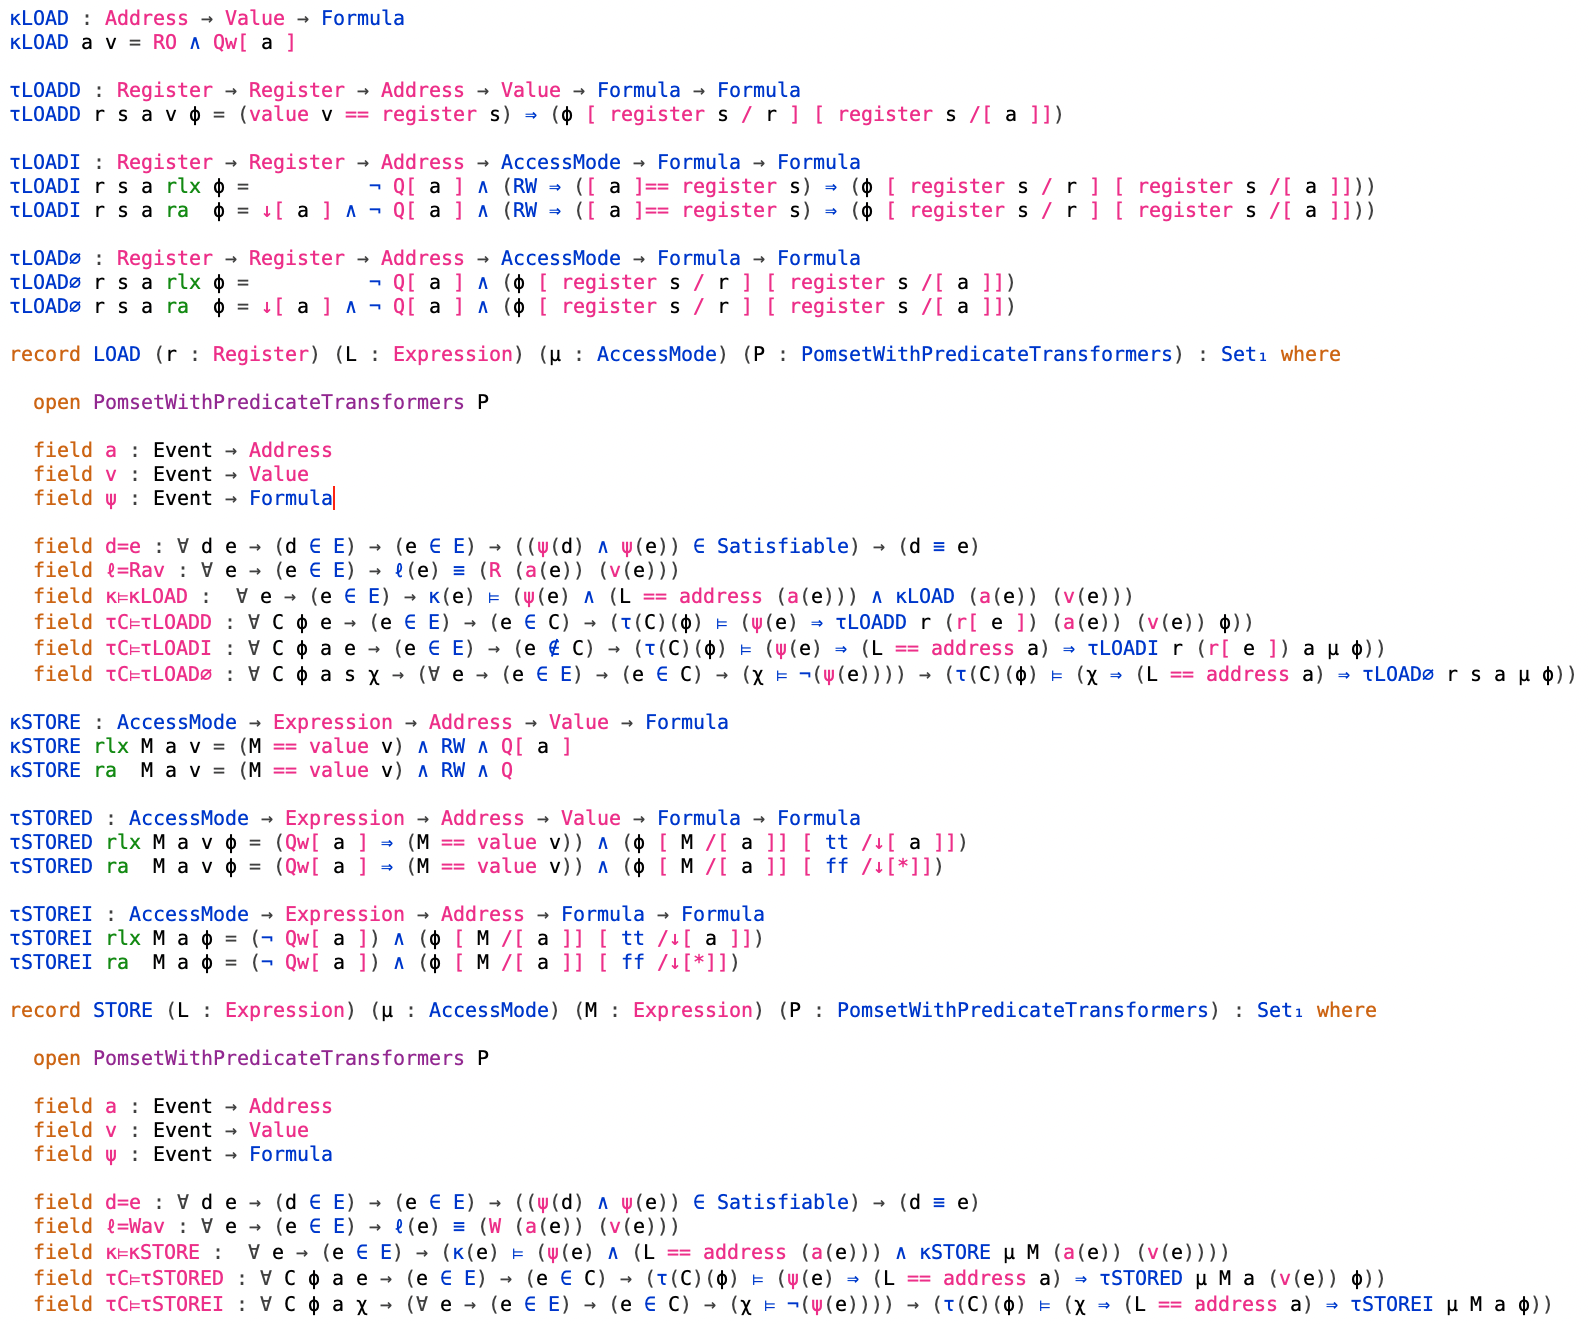 κLOAD : Address → Value → Formula
κLOAD a v = RO ∧ Qw[ a ]
τLOADD : Register → Register → Address → Value → Formula → Formula
τLOADD r s a v ϕ = (value v == register s) ⇒ (ϕ [ register s / r ] [ register s /[ a ]])
τLOADI : Register → Register → Address → AccessMode → Formula → Formula
τLOADI r s a rlx ϕ =          ¬ Q[ a ] ∧ (RW ⇒ ([ a ]== register s) ⇒ (ϕ [ register s / r ] [ register s /[ a ]]))
τLOADI r s a ra  ϕ = ↓[ a ] ∧ ¬ Q[ a ] ∧ (RW ⇒ ([ a ]== register s) ⇒ (ϕ [ register s / r ] [ register s /[ a ]]))
τLOAD∅ : Register → Register → Address → AccessMode → Formula → Formula
τLOAD∅ r s a rlx ϕ =          ¬ Q[ a ] ∧ (ϕ [ register s / r ] [ register s /[ a ]])
τLOAD∅ r s a ra  ϕ = ↓[ a ] ∧ ¬ Q[ a ] ∧ (ϕ [ register s / r ] [ register s /[ a ]])
record LOAD (r : Register) (L : Expression) (μ : AccessMode) (P : PomsetWithPredicateTransformers) : Set₁ where
  open PomsetWithPredicateTransformers P
  field a : Event → Address
  field v : Event → Value
  field ψ : Event → Formula
  field d=e : ∀ d e → (d ∈ E) → (e ∈ E) → ((ψ(d) ∧ ψ(e)) ∈ Satisfiable) → (d ≡ e)
  field ℓ=Rav : ∀ e → (e ∈ E) → ℓ(e) ≡ (R (a(e)) (v(e)))
  field κ⊨κLOAD :  ∀ e → (e ∈ E) → κ(e) ⊨ (ψ(e) ∧ (L == address (a(e))) ∧ κLOAD (a(e)) (v(e)))
  field τC⊨τLOADD : ∀ C ϕ e → (e ∈ E) → (e ∈ C) → (τ(C)(ϕ) ⊨ (ψ(e) ⇒ τLOADD r (r[ e ]) (a(e)) (v(e)) ϕ))
  field τC⊨τLOADI : ∀ C ϕ a e → (e ∈ E) → (e ∉ C) → (τ(C)(ϕ) ⊨ (ψ(e) ⇒ (L == address a) ⇒ τLOADI r (r[ e ]) a μ ϕ))
  field τC⊨τLOAD∅ : ∀ C ϕ a s χ → (∀ e → (e ∈ E) → (e ∈ C) → (χ ⊨ ¬(ψ(e)))) → (τ(C)(ϕ) ⊨ (χ ⇒ (L == address a) ⇒ τLOAD∅ r s a μ ϕ))
κSTORE : AccessMode → Expression → Address → Value → Formula
κSTORE rlx M a v = (M == value v) ∧ RW ∧ Q[ a ]
κSTORE ra  M a v = (M == value v) ∧ RW ∧ Q
τSTORED : AccessMode → Expression → Address → Value → Formula → Formula
τSTORED rlx M a v ϕ = (Qw[ a ] ⇒ (M == value v)) ∧ (ϕ [ M /[ a ]] [ tt /↓[ a ]])
τSTORED ra  M a v ϕ = (Qw[ a ] ⇒ (M == value v)) ∧ (ϕ [ M /[ a ]] [ ff /↓[*]])
τSTOREI : AccessMode → Expression → Address → Formula → Formula
τSTOREI rlx M a ϕ = (¬ Qw[ a ]) ∧ (ϕ [ M /[ a ]] [ tt /↓[ a ]])
τSTOREI ra  M a ϕ = (¬ Qw[ a ]) ∧ (ϕ [ M /[ a ]] [ ff /↓[*]])
record STORE (L : Expression) (μ : AccessMode) (M : Expression) (P : PomsetWithPredicateTransformers) : Set₁ where
  open PomsetWithPredicateTransformers P
  field a : Event → Address
  field v : Event → Value
  field ψ : Event → Formula
  field d=e : ∀ d e → (d ∈ E) → (e ∈ E) → ((ψ(d) ∧ ψ(e)) ∈ Satisfiable) → (d ≡ e)
  field ℓ=Wav : ∀ e → (e ∈ E) → ℓ(e) ≡ (W (a(e)) (v(e)))
  field κ⊨κSTORE :  ∀ e → (e ∈ E) → (κ(e) ⊨ (ψ(e) ∧ (L == address (a(e))) ∧ κSTORE μ M (a(e)) (v(e))))
  field τC⊨τSTORED : ∀ C ϕ a e → (e ∈ E) → (e ∈ C) → (τ(C)(ϕ) ⊨ (ψ(e) ⇒ (L == address a) ⇒ τSTORED μ M a (v(e)) ϕ))
  field τC⊨τSTOREI : ∀ C ϕ a χ → (∀ e → (e ∈ E) → (e ∈ C) → (χ ⊨ ¬(ψ(e)))) → (τ(C)(ϕ) ⊨ (χ ⇒ (L == address a) ⇒ τSTOREI μ M a ϕ))